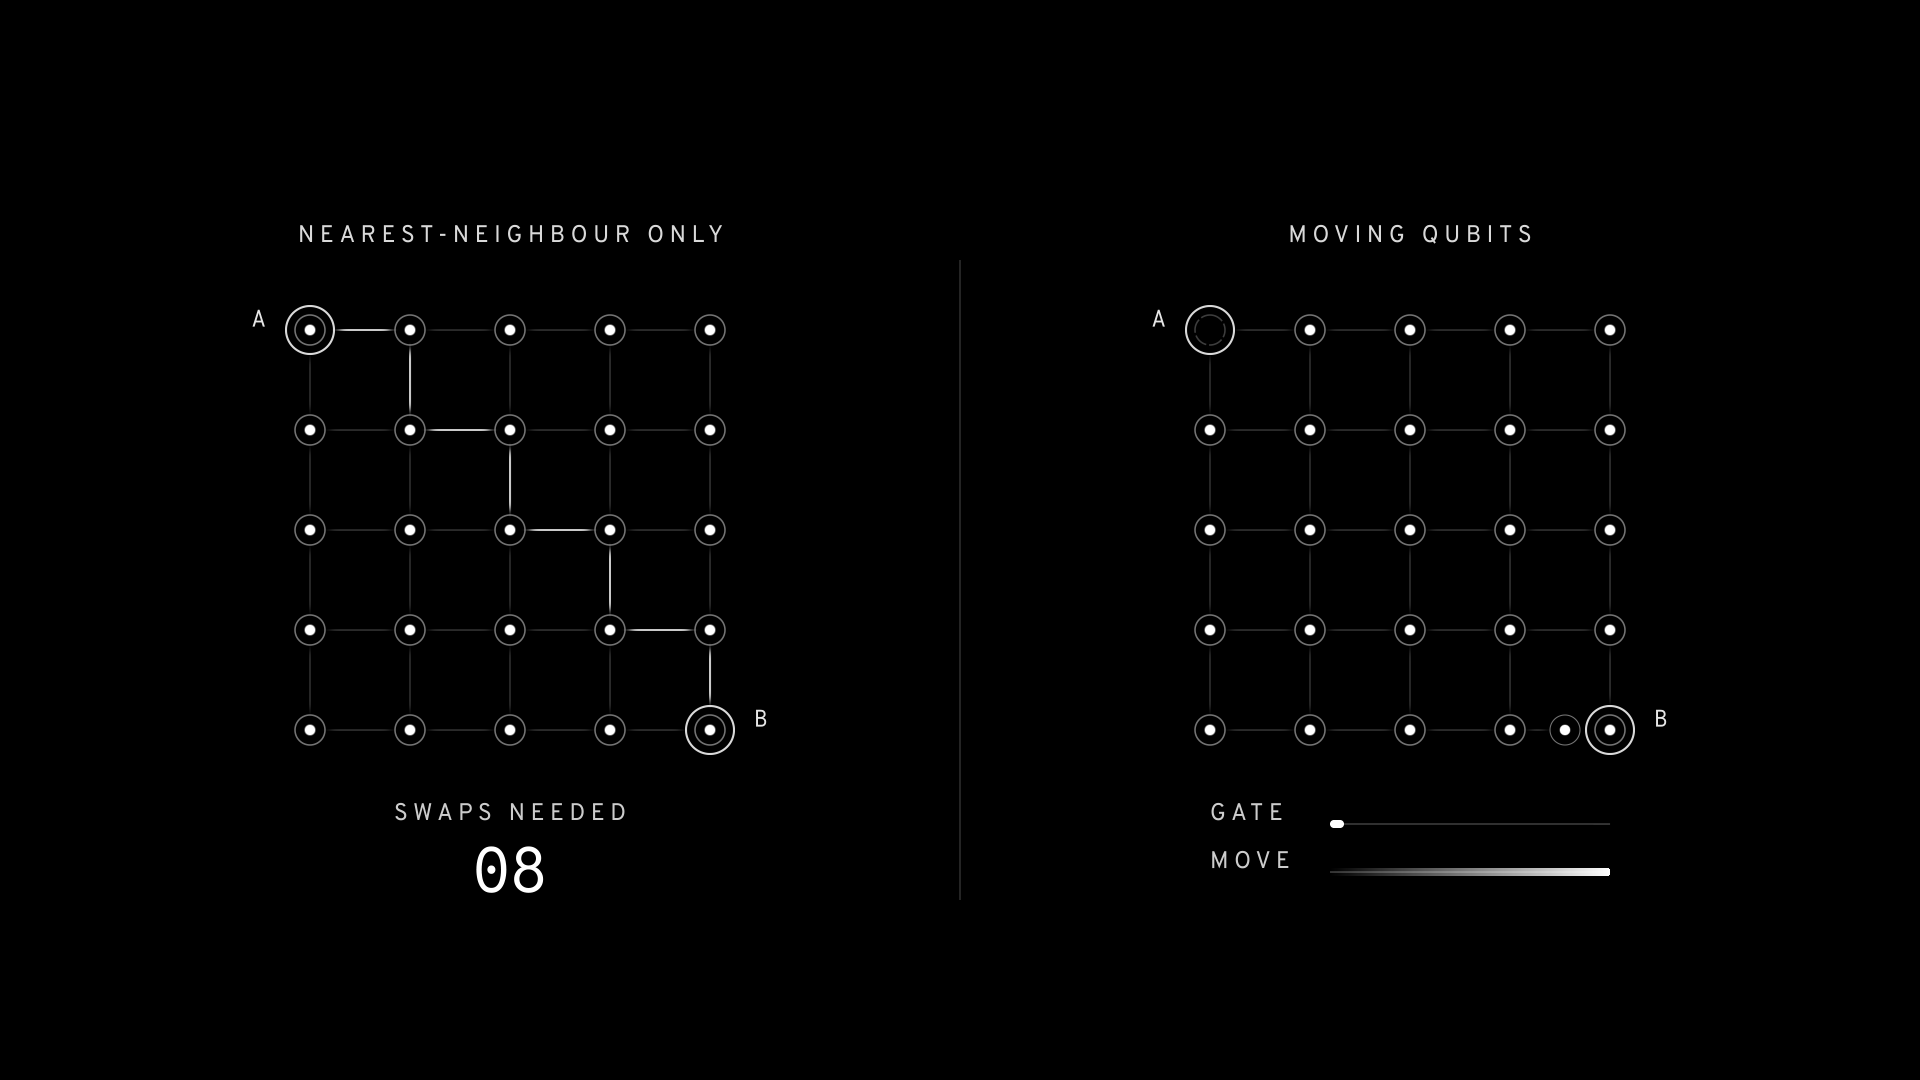 NEAREST-NEIGHBOUR ONLY
A
B
SWAPS NEEDED
08
MOVING QUBITS
A
B
GATE
MOVE